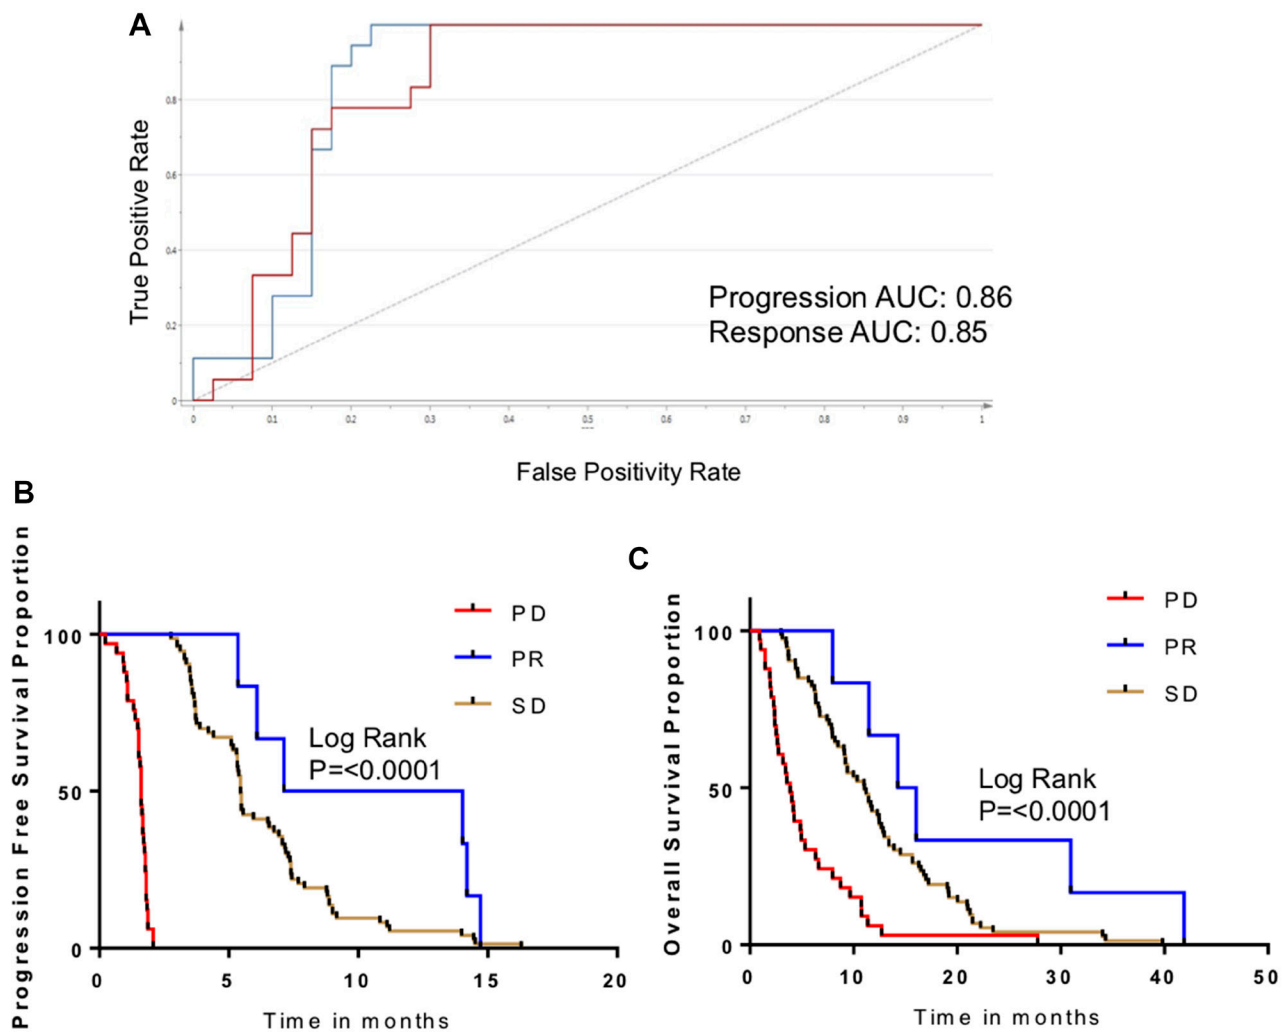 A
True Positive Rate
0.8
0.6
0.4
0.2
0
0 0.1 0.2 0.3 0.4 0.5 0.6 0.7 0.8 0.9 1
Progression AUC: 0.86
Response AUC: 0.85
False Positivity Rate
B
Progression Free Survival Proportion
100
50
0
0 5 10 15 20
Time in months
PD
PR
SD
Log Rank
P=<0.0001
C
Overall Survival Proportion
100
50
0
0 10 20 30 40 50
Time in months
PD
PR
SD
Log Rank
P=<0.0001